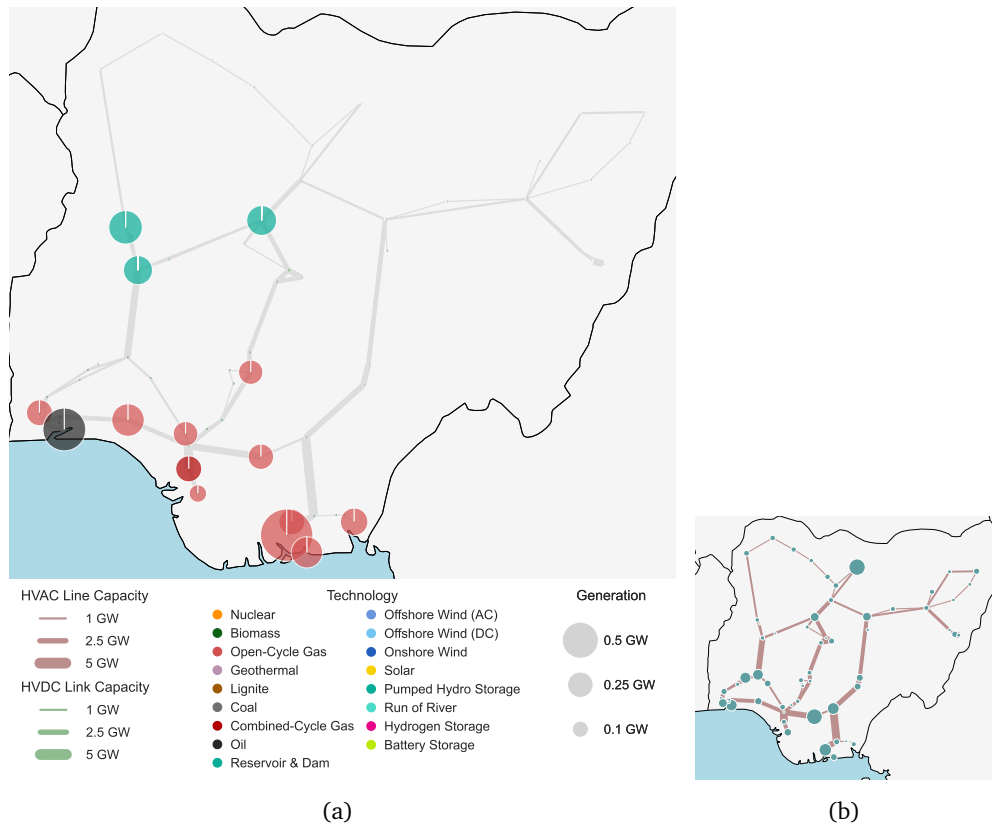 HVAC Line Capacity
1 GW
2.5 GW
5 GW
HVDC Link Capacity
1 GW
2.5 GW
5 GW
Technology
Nuclear
Biomass
Open-Cycle Gas
Geothermal
Lignite
Coal
Combined-Cycle Gas
Oil
Reservoir & Dam
Offshore Wind (AC)
Offshore Wind (DC)
Onshore Wind
Solar
Pumped Hydro Storage
Run of River
Hydrogen Storage
Battery Storage
Generation
0.5 GW
0.25 GW
0.1 GW
(a)
(b)